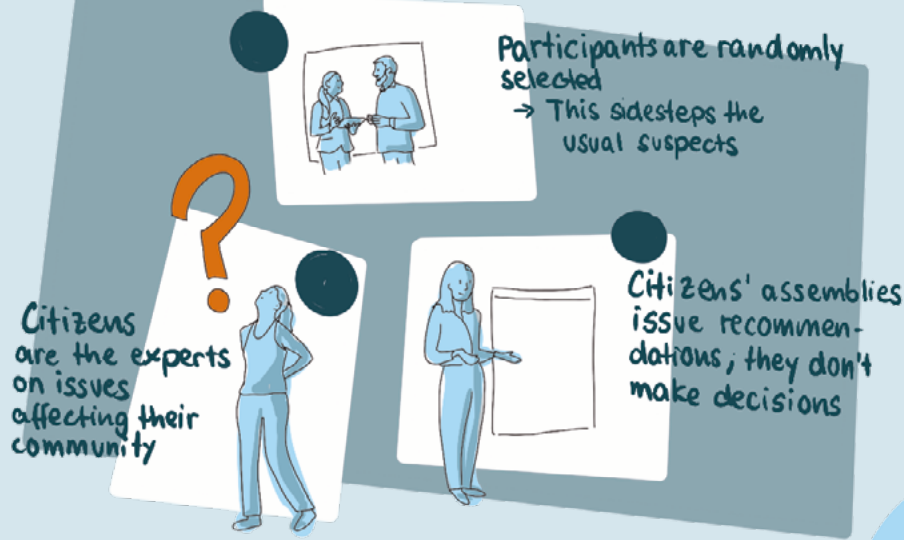 Participants are randomly
selected
→ This sidesteps the
usual suspects
Citizens
are the experts
on issues
affecting their
community
Citizens' assemblies
issue recommen-
dations, they don't
make decisions